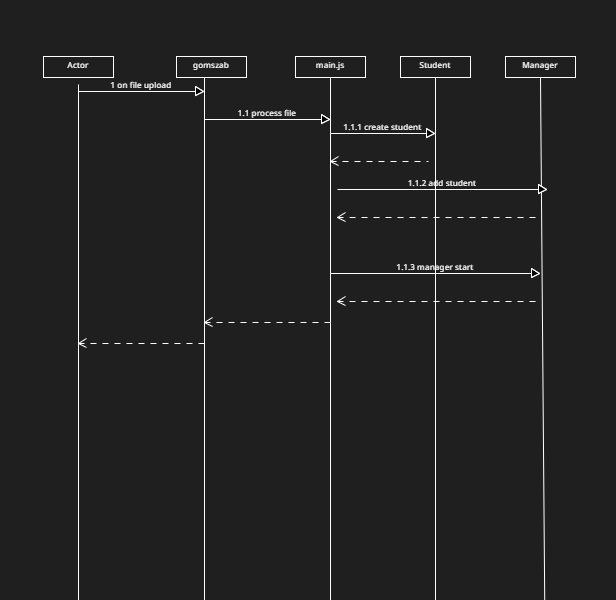 Actor
gomszab
main.js
Student
Manager
1 on file upload
1.1 process file
1.1.1 create student
1.1.2 add student
1.1.3 manager start